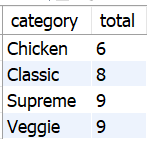 category total
Chicken 6
Classic 8
Supreme 9
Veggie 9